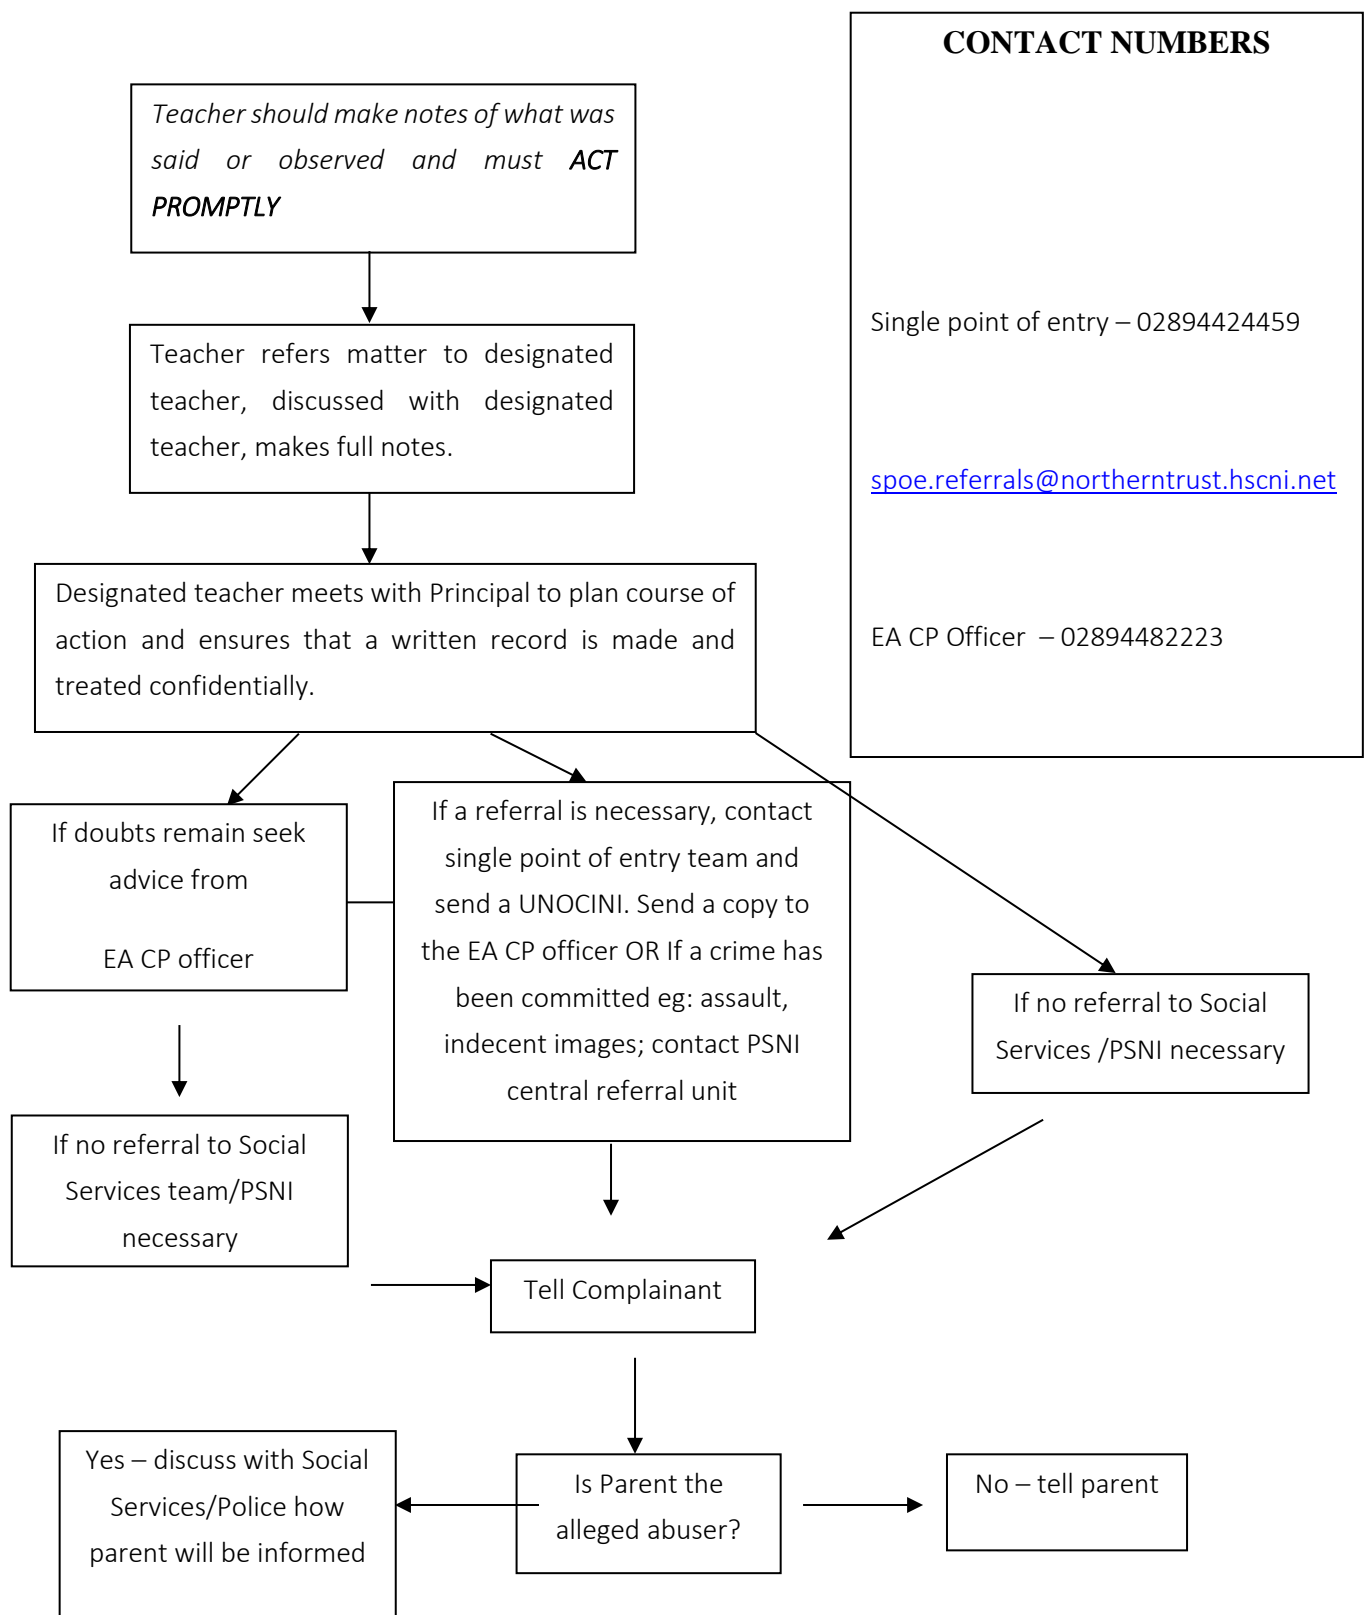 CONTACT NUMBERS
Single point of entry – 02894424459
spoe.referrals@northerntrust.hscni.net
EA CP Officer – 02894482223
Teacher should make notes of what was
said or observed and must ACT
PROMPTLY
Teacher refers matter to designated
teacher, discussed with designated
teacher, makes full notes.
Designated teacher meets with Principal to plan course of
action and ensures that a written record is made and
treated confidentially.
If doubts remain seek
advice from
EA CP officer
If a referral is necessary, contact
single point of entry team and
send a UNOCINI. Send a copy to
the EA CP officer OR If a crime has
been committed eg: assault,
indecent images; contact PSNI
central referral unit
If no referral to Social
Services /PSNI necessary
If no referral to Social
Services team/PSNI
necessary
Tell Complainant
Is Parent the
alleged abuser?
Yes – discuss with Social
Services/Police how
parent will be informed
No – tell parent